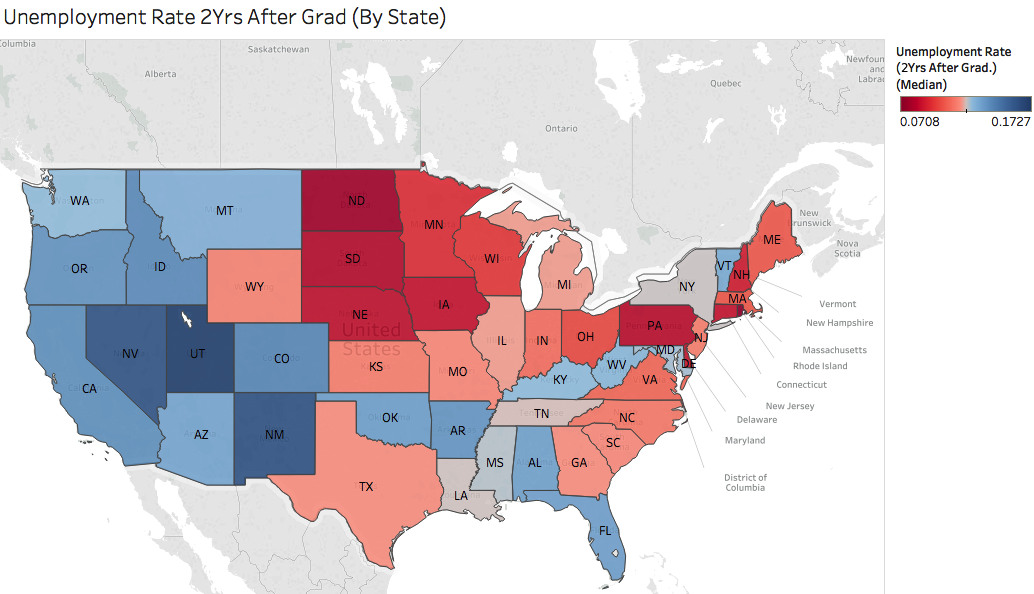 Unemployment Rate 2Yrs After Grad (By State)
Unemployment Rate
(2Yrs After Grad.)
(Median)
0.0708 0.1727
olumbia
Saskatchewan
Alberta
Quebec
Ontario
New
Nova
Scotia
WA
MT
ND
MN
OR
ID
SD
WI
WY
MI
NY
VT
NH
ME
MA
NE
IA
PA
NV
UT
CO
IL
IN
OH
NJ
MD
DE
CA
KS
MO
KY
WV
VA
United
States
AZ
NM
OK
AR
TN
NC
SC
MS
AL
GA
TX
LA
FL
Vermont
New Hampshire
Massachusetts
Rhode Island
Connecticut
New Jersey
Delaware
Maryland
District of
Columbia